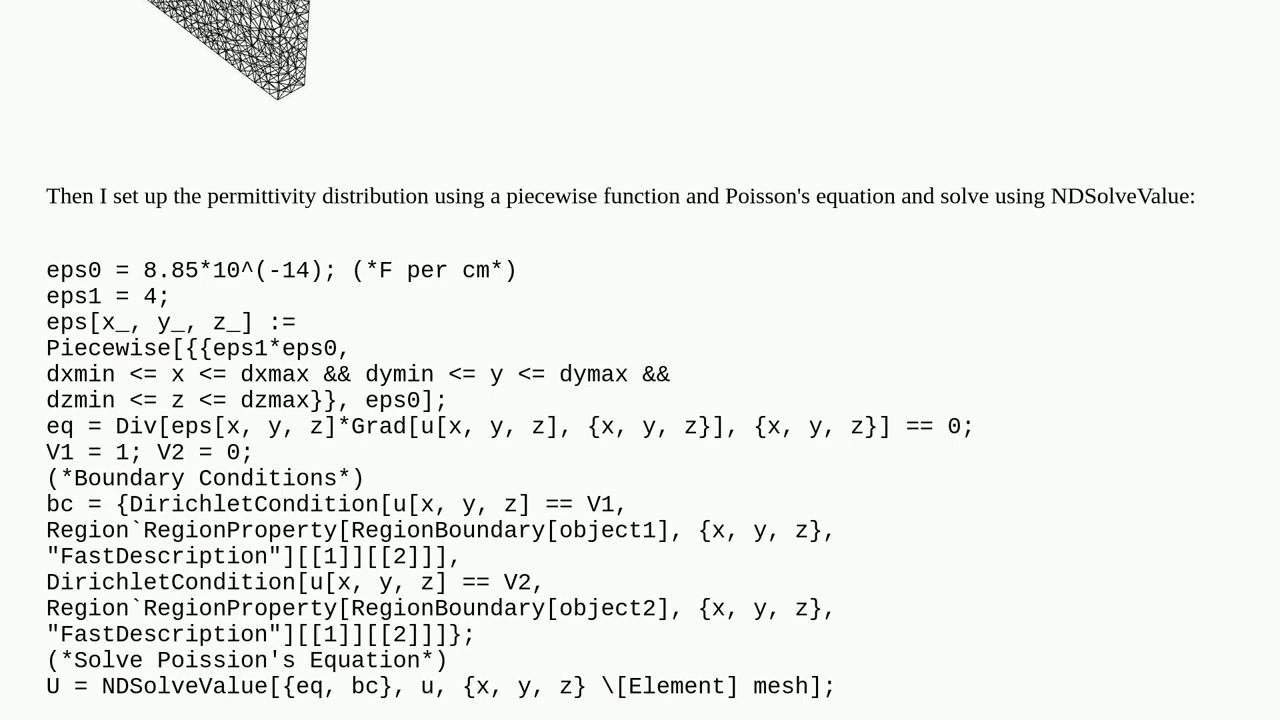 Then I set up the permittivity distribution using a piecewise function and Poisson's equation and solve using NDSolveValue:
eps0 = 8.85*10^(-14); (*F per cm*)
eps1 = 4;
eps[x_, y_, z_] :=
Piecewise[{{eps1*eps0,
dxmin <= x <= dxmax && dymin <= y <= dymax &&
dzmin <= z <= dzmax}}, eps0];
eq = Div[eps[x, y, z]*Grad[u[x, y, z], {x, y, z}], {x, y, z}] == 0;
V1 = 1; V2 = 0;
(*Boundary Conditions*)
bc = {DirichletCondition[u[x, y, z] == V1,
Region`RegionProperty[RegionBoundary[object1], {x, y, z},
"FastDescription"][[1]][[2]]],
DirichletCondition[u[x, y, z] == V2,
Region`RegionProperty[RegionBoundary[object2], {x, y, z},
"FastDescription"][[1]][[2]]]};
(*Solve Poission's Equation*)
U = NDSolveValue[{eq, bc}, u, {x, y, z} \[Element] mesh];